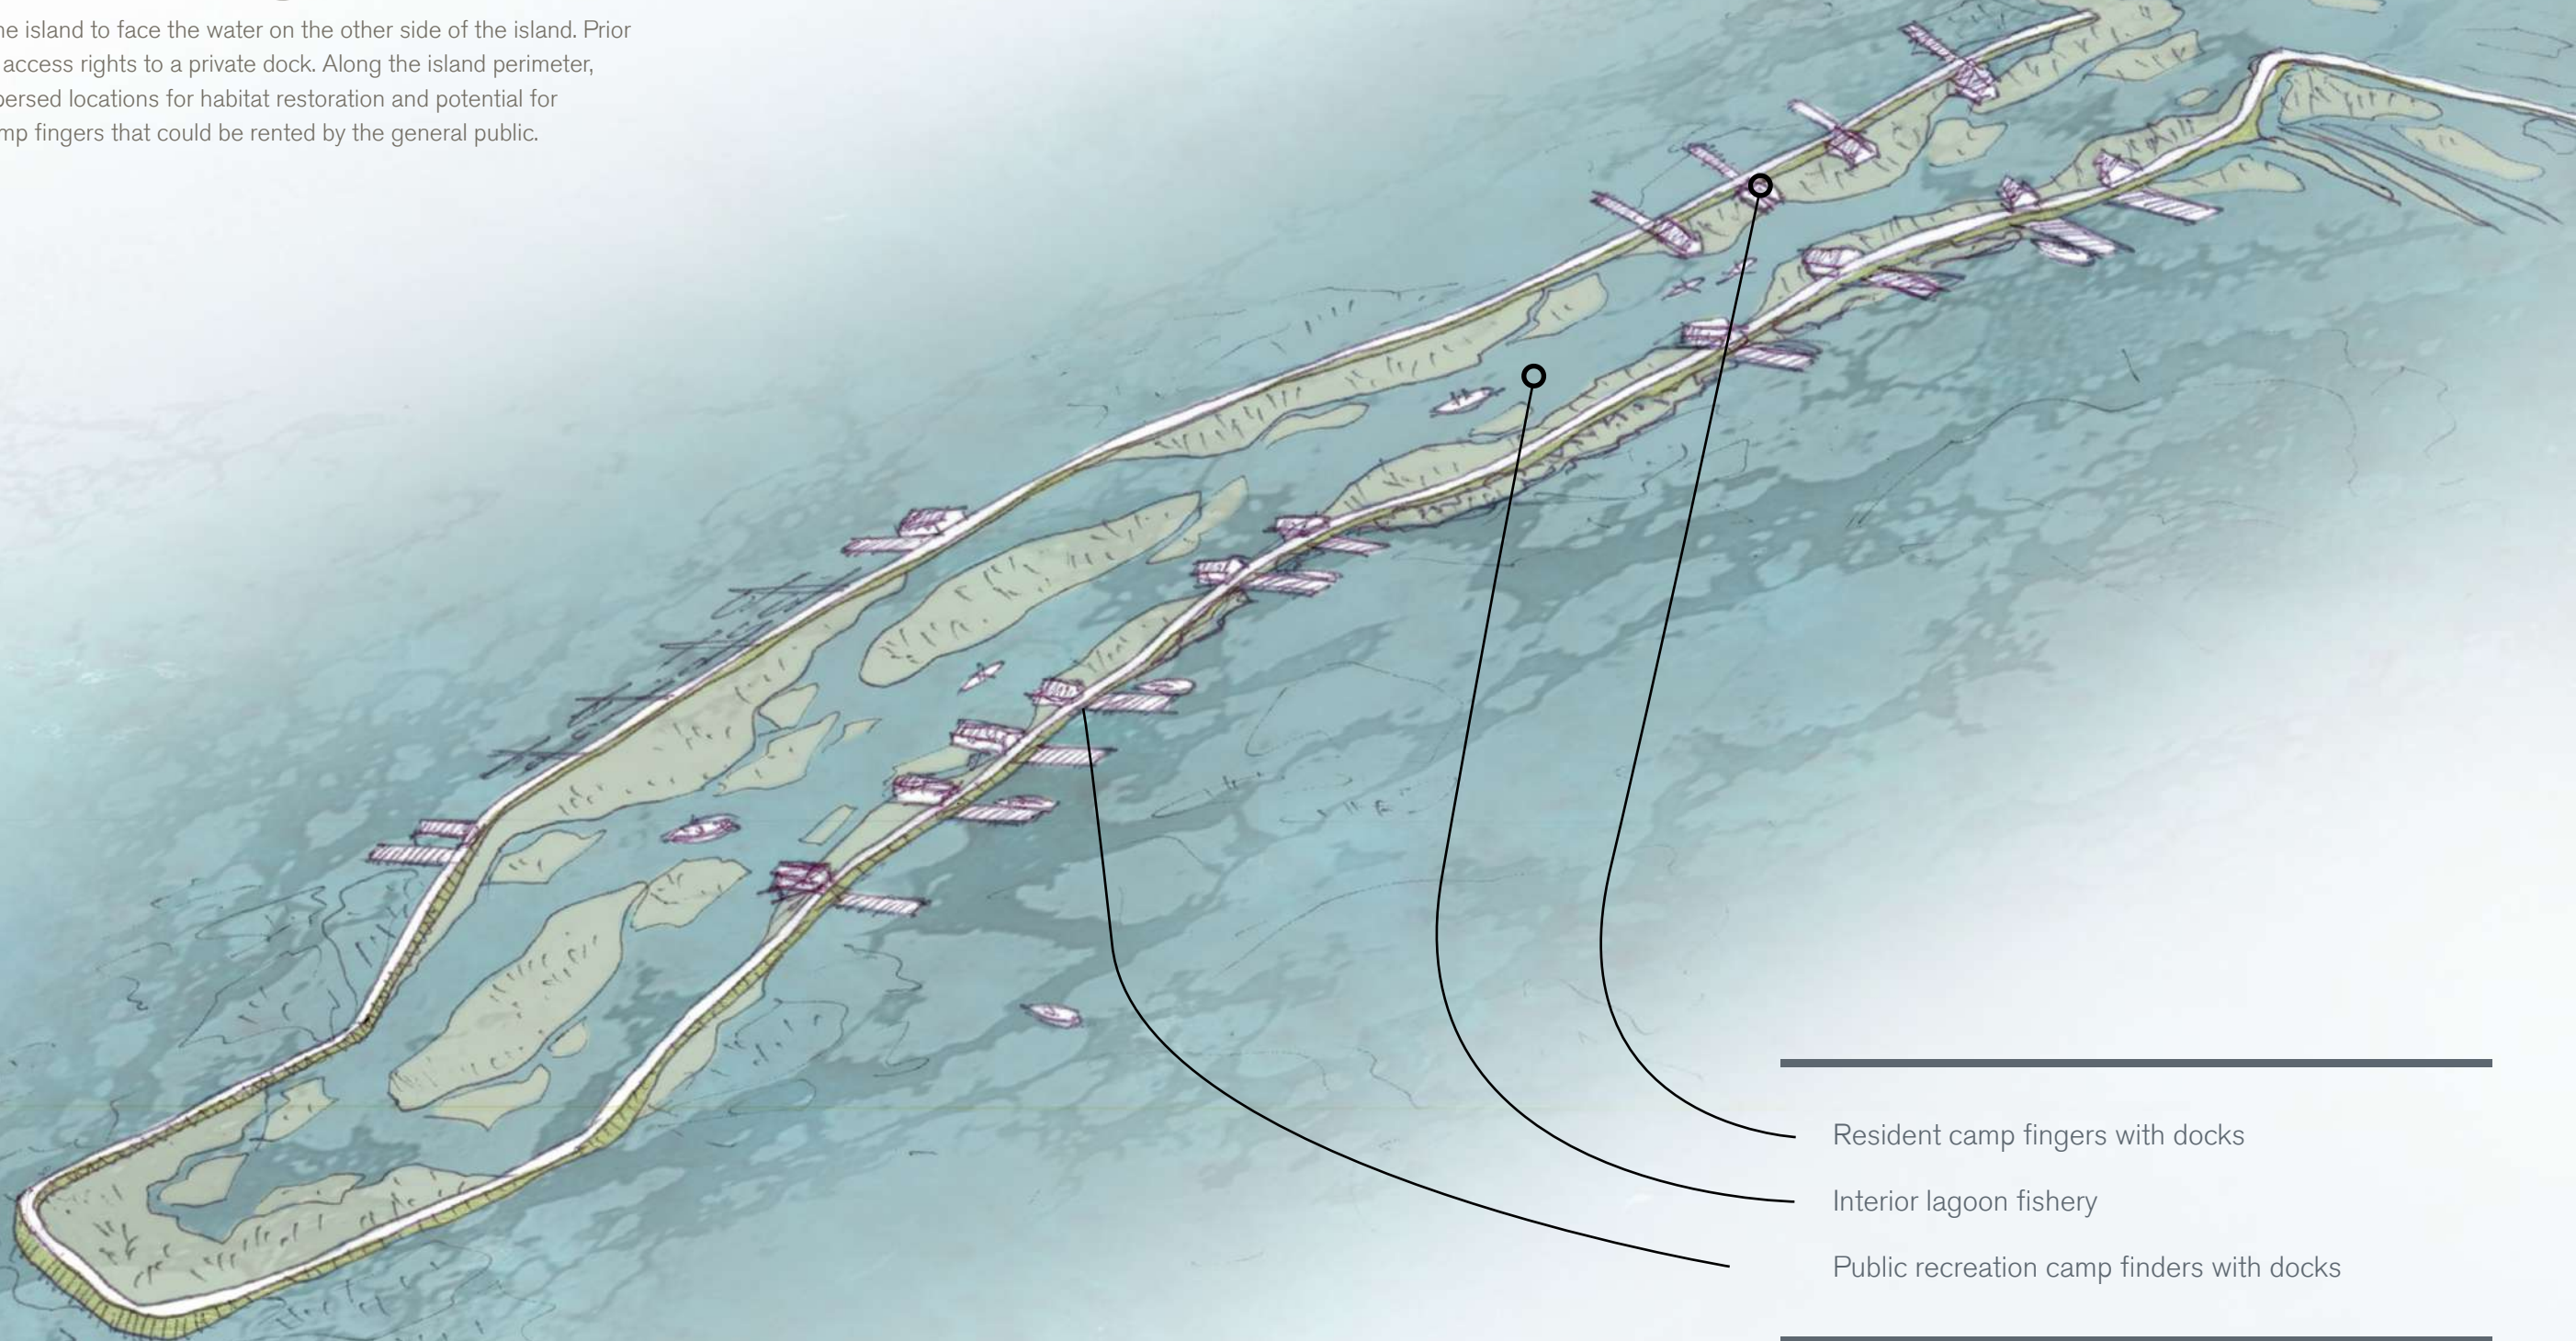 ne island to face the water on the other side of the island. Prior
access rights to a private dock. Along the island perimeter,
persed locations for habitat restoration and potential for
mp fingers that could be rented by the general public.
Resident camp fingers with docks
Interior lagoon fishery
Public recreation camp finders with docks